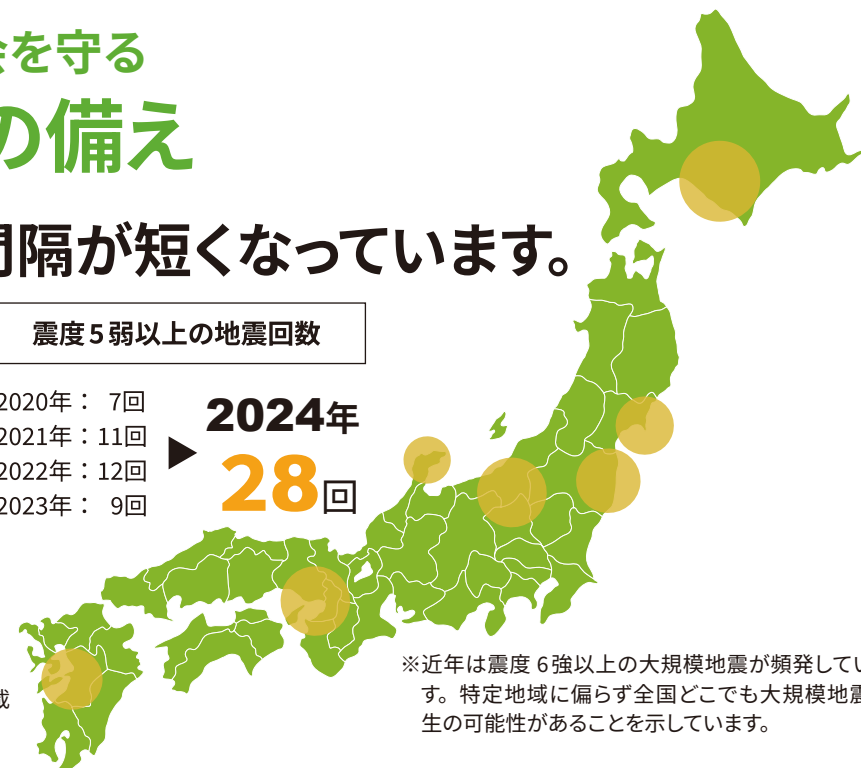 会を守る
の備え
間隔が短くなっています。
震度5弱以上の地震回数
2020年： 7回
2021年：11回
2022年：12回
2023年： 9回
▶
2024年
28回
※近年は震度６強以上の大規模地震が頻発してい
す。特定地域に偏らず全国どこでも大規模地震
生の可能性があることを示しています。
載